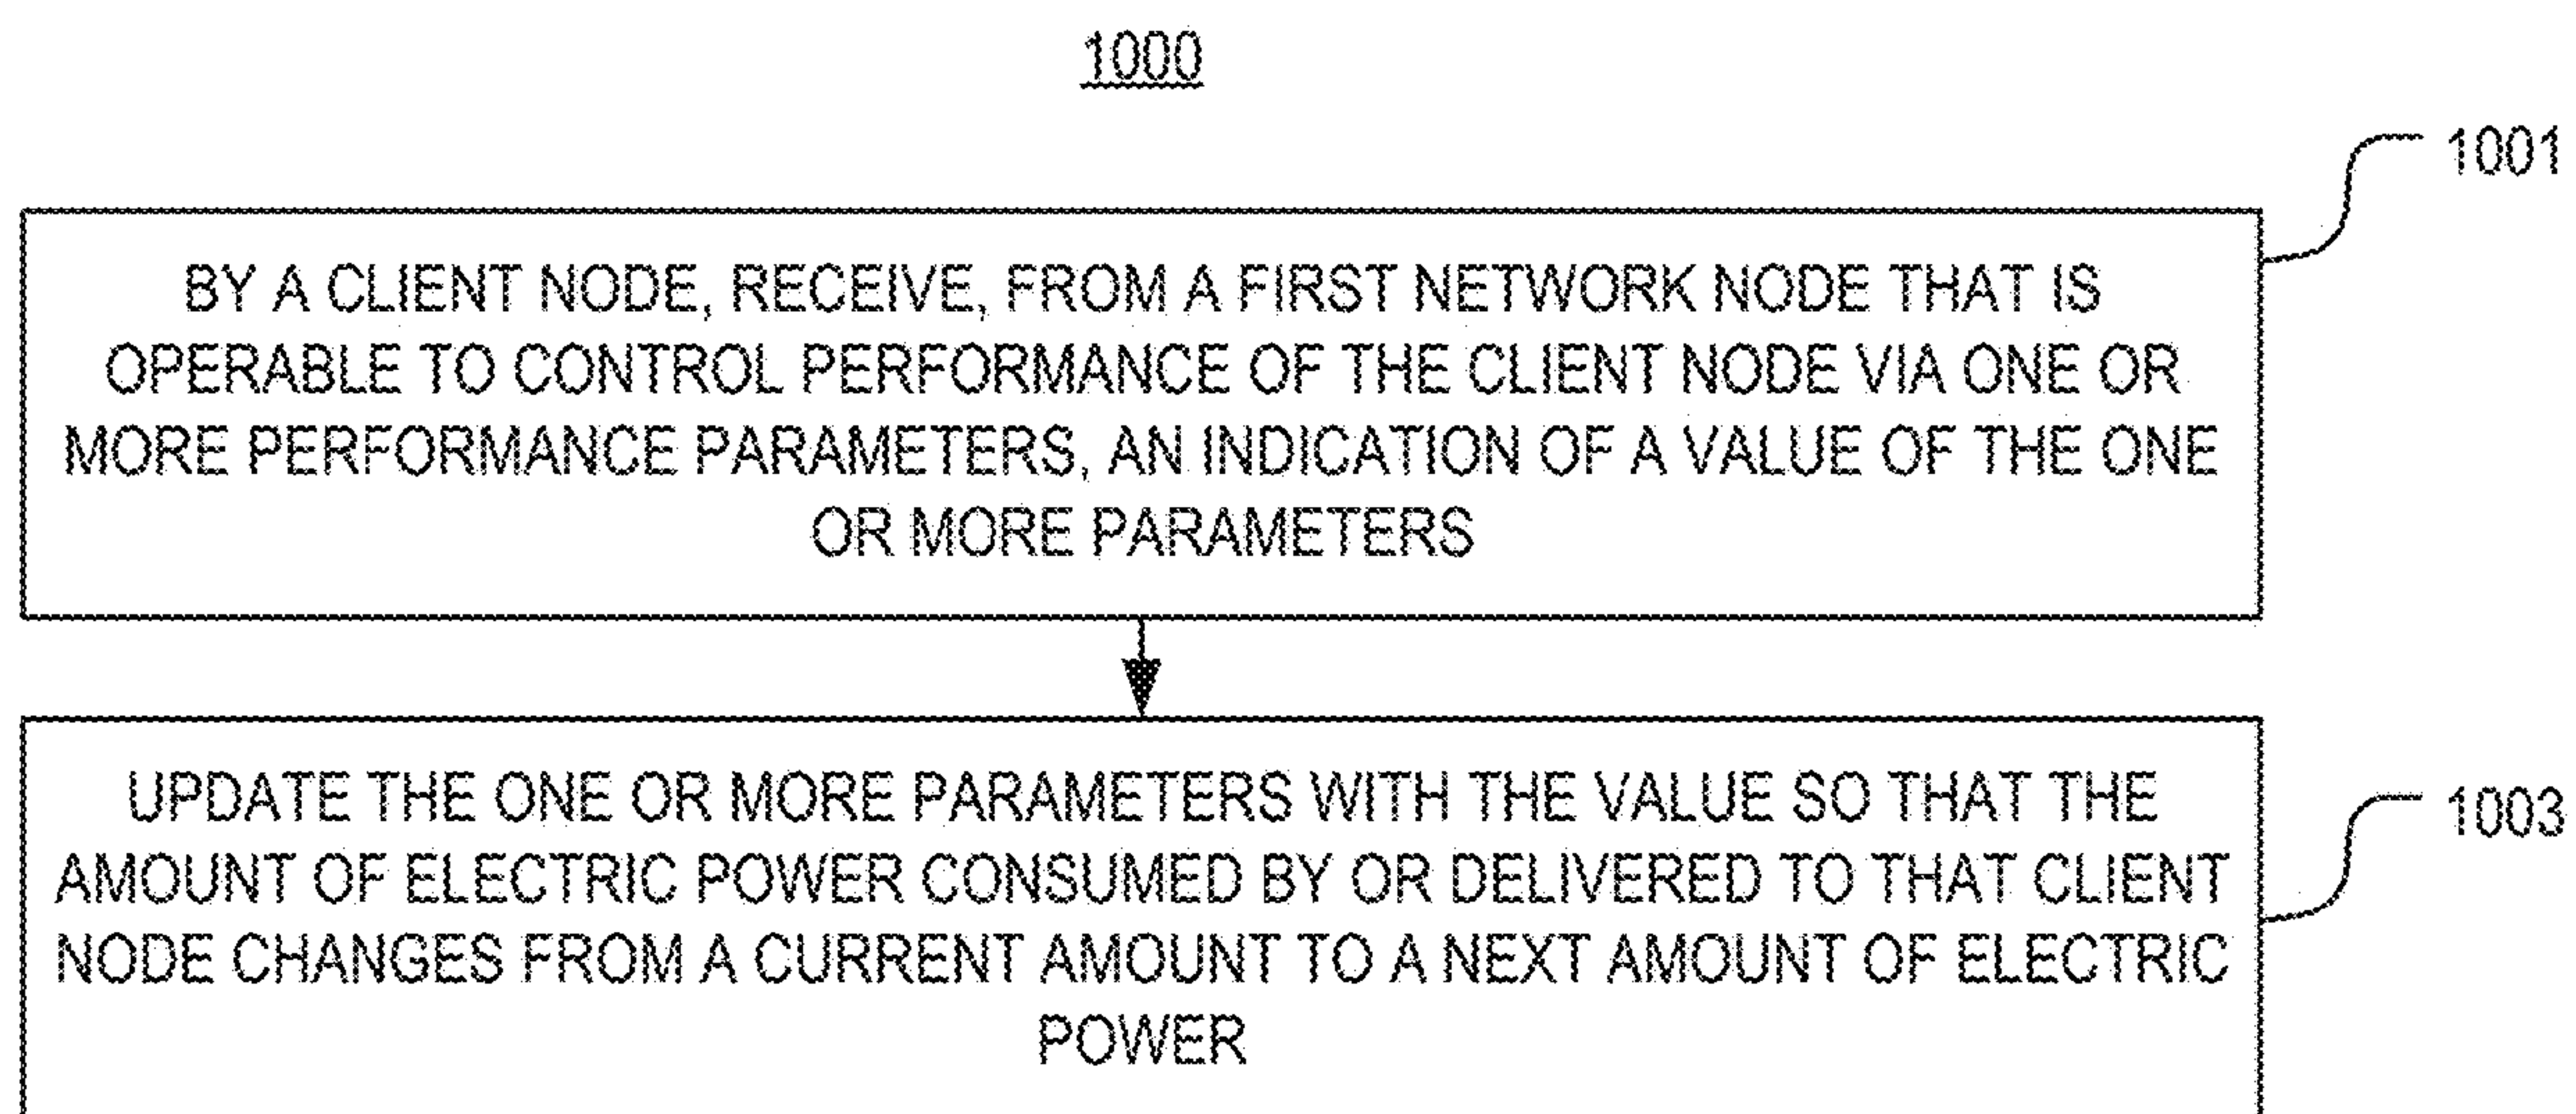 1000
1001
BY A CLIENT NODE, RECEIVE, FROM A FIRST NETWORK NODE THAT IS
OPERABLE TO CONTROL PERFORMANCE OF THE CLIENT NODE VIA ONE OR
MORE PERFORMANCE PARAMETERS, AN INDICATION OF A VALUE OF THE ONE
OR MORE PARAMETERS
UPDATE THE ONE OR MORE PARAMETERS WITH THE VALUE SO THAT THE
1003
AMOUNT OF ELECTRIC POWER CONSUMED BY OR DELIVERED TO THAT CLIENT
NODE CHANGES FROM A CURRENT AMOUNT TO A NEXT AMOUNT OF ELECTRIC
POWER